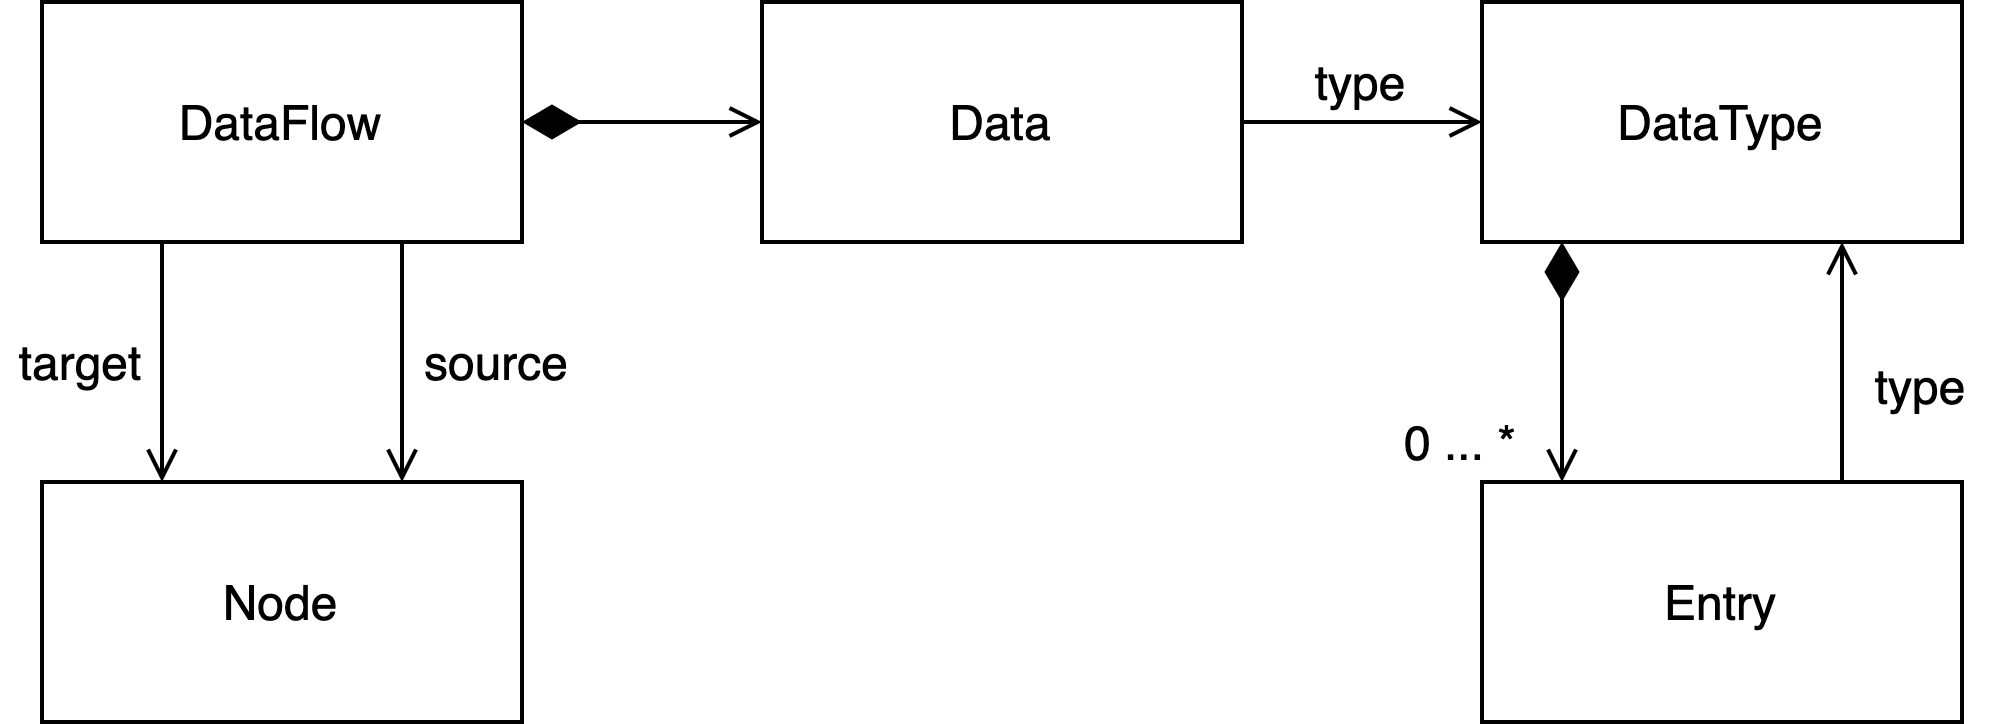 DataFlow
Data
type
DataType
target
source
0 ... *
type
Node
Entry